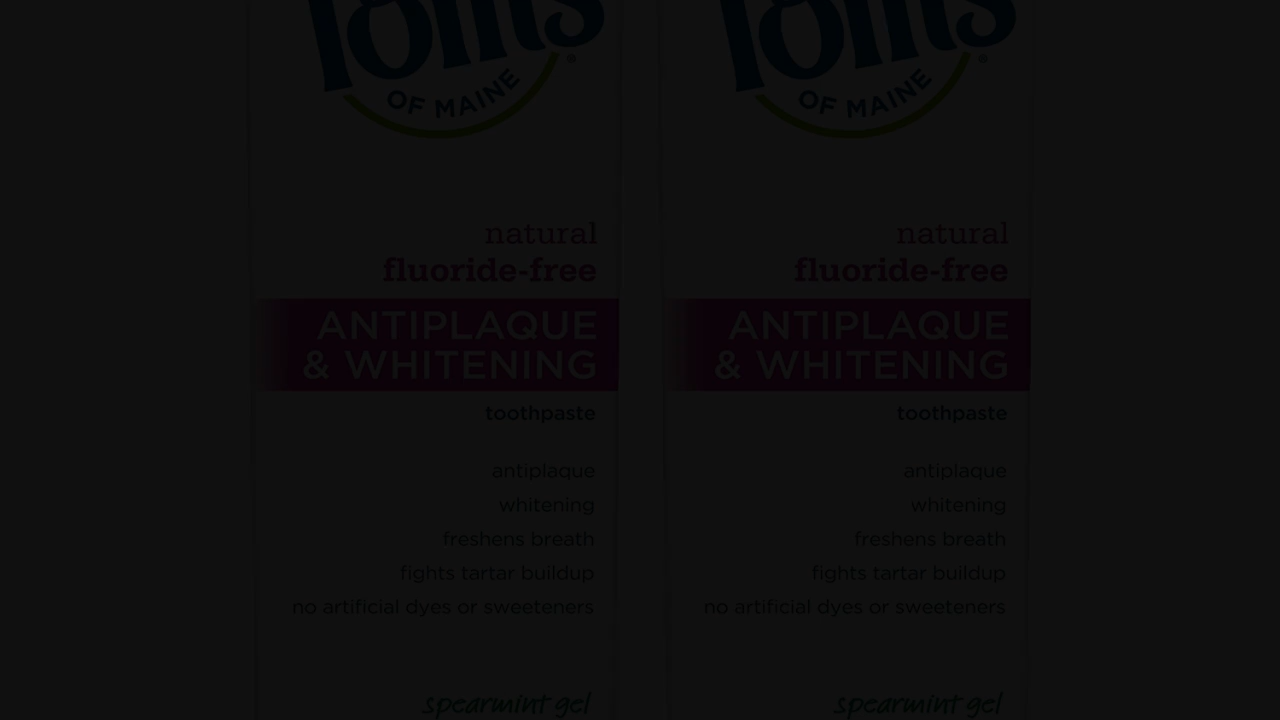 Tom's
OF MAINE
®
natural
fluoride-free
ANTIPLAQUE
& WHITENING
toothpaste
antiplaque
whitening
freshens breath
fights tartar buildup
no artificial dyes or sweeteners
spearmint gel
Tom's
OF MAINE
®
natural
fluoride-free
ANTIPLAQUE
& WHITENING
toothpaste
antiplaque
whitening
freshens breath
fights tartar buildup
no artificial dyes or sweeteners
spearmint gel